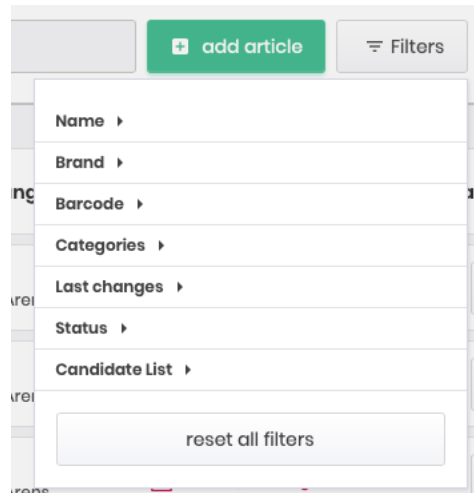 add article
Filters
Name
Brand
Barcode
Categories
Last changes
Status
Candidate List
reset all filters